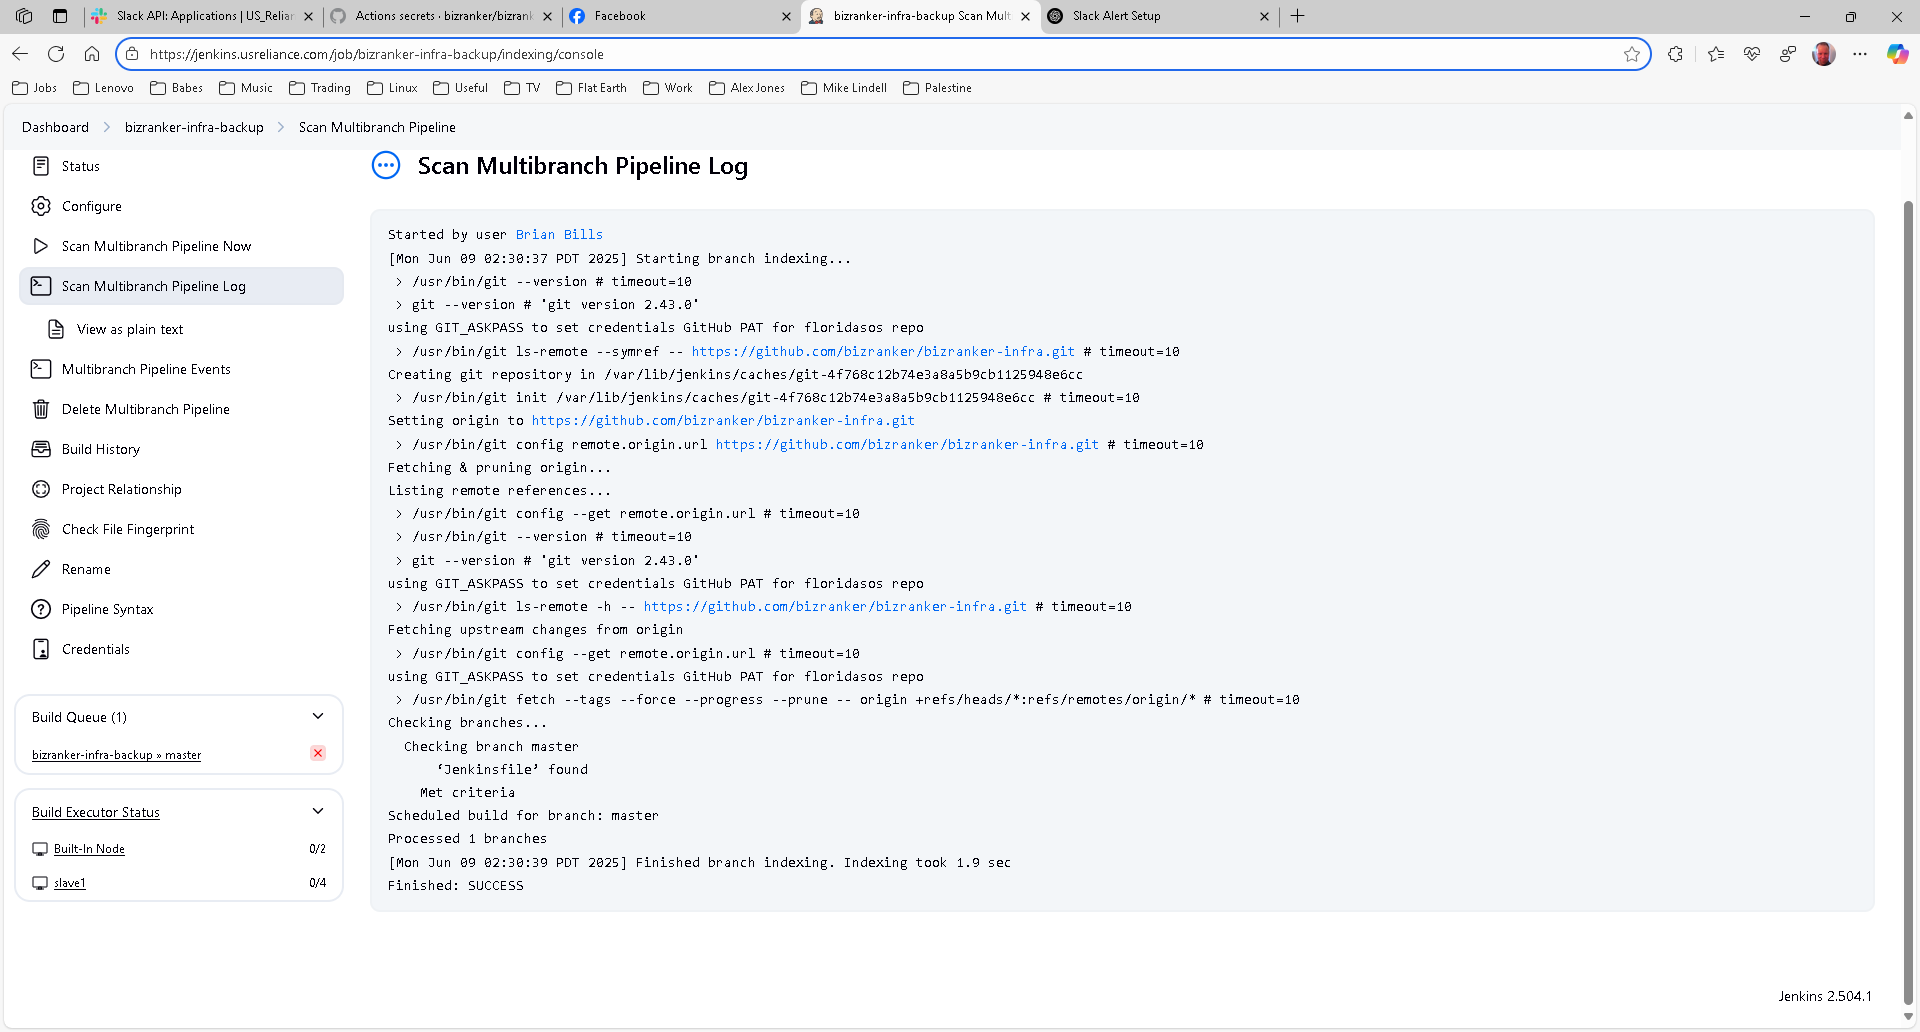 Slack API: Applications | US_Relian
Actions secrets · bizranker/bizrank
Facebook
bizranker-infra-backup Scan Mult
Slack Alert Setup
https://jenkins.usreliance.com/job/bizranker-infra-backup/indexing/console
Jobs
Lenovo
Babes
Music
Trading
Linux
Useful
TV
Flat Earth
Work
Alex Jones
Mike Lindell
Palestine
Dashboard > bizranker-infra-backup > Scan Multibranch Pipeline
Status
Configure
Scan Multibranch Pipeline Now
Scan Multibranch Pipeline Log
View as plain text
Multibranch Pipeline Events
Delete Multibranch Pipeline
Build History
Project Relationship
Check File Fingerprint
Rename
Pipeline Syntax
Credentials
Build Queue (1)
bizranker-infra-backup » master
Build Executor Status
Built-In Node 0/2
slave1 0/4
Scan Multibranch Pipeline Log
Started by user Brian Bills
[Mon Jun 09 02:30:37 PDT 2025] Starting branch indexing...
> /usr/bin/git --version # timeout=10
> git --version # 'git version 2.43.0'
using GIT_ASKPASS to set credentials GitHub PAT for floridasos repo
> /usr/bin/git ls-remote --symref -- https://github.com/bizranker/bizranker-infra.git # timeout=10
Creating git repository in /var/lib/jenkins/caches/git-4f768c12b74e3a8a5b9cb1125948e6cc
> /usr/bin/git init /var/lib/jenkins/caches/git-4f768c12b74e3a8a5b9cb1125948e6cc # timeout=10
Setting origin to https://github.com/bizranker/bizranker-infra.git
> /usr/bin/git config remote.origin.url https://github.com/bizranker/bizranker-infra.git # timeout=10
Fetching & pruning origin...
Listing remote references...
> /usr/bin/git config --get remote.origin.url # timeout=10
> /usr/bin/git --version # timeout=10
> git --version # 'git version 2.43.0'
using GIT_ASKPASS to set credentials GitHub PAT for floridasos repo
> /usr/bin/git ls-remote -h -- https://github.com/bizranker/bizranker-infra.git # timeout=10
Fetching upstream changes from origin
> /usr/bin/git config --get remote.origin.url # timeout=10
using GIT_ASKPASS to set credentials GitHub PAT for floridasos repo
> /usr/bin/git fetch --tags --force --progress --prune -- origin +refs/heads/*:refs/remotes/origin/* # timeout=10
Checking branches...
Checking branch master
‘Jenkinsfile’ found
Met criteria
Scheduled build for branch: master
Processed 1 branches
[Mon Jun 09 02:30:39 PDT 2025] Finished branch indexing. Indexing took 1.9 sec
Finished: SUCCESS
Jenkins 2.504.1